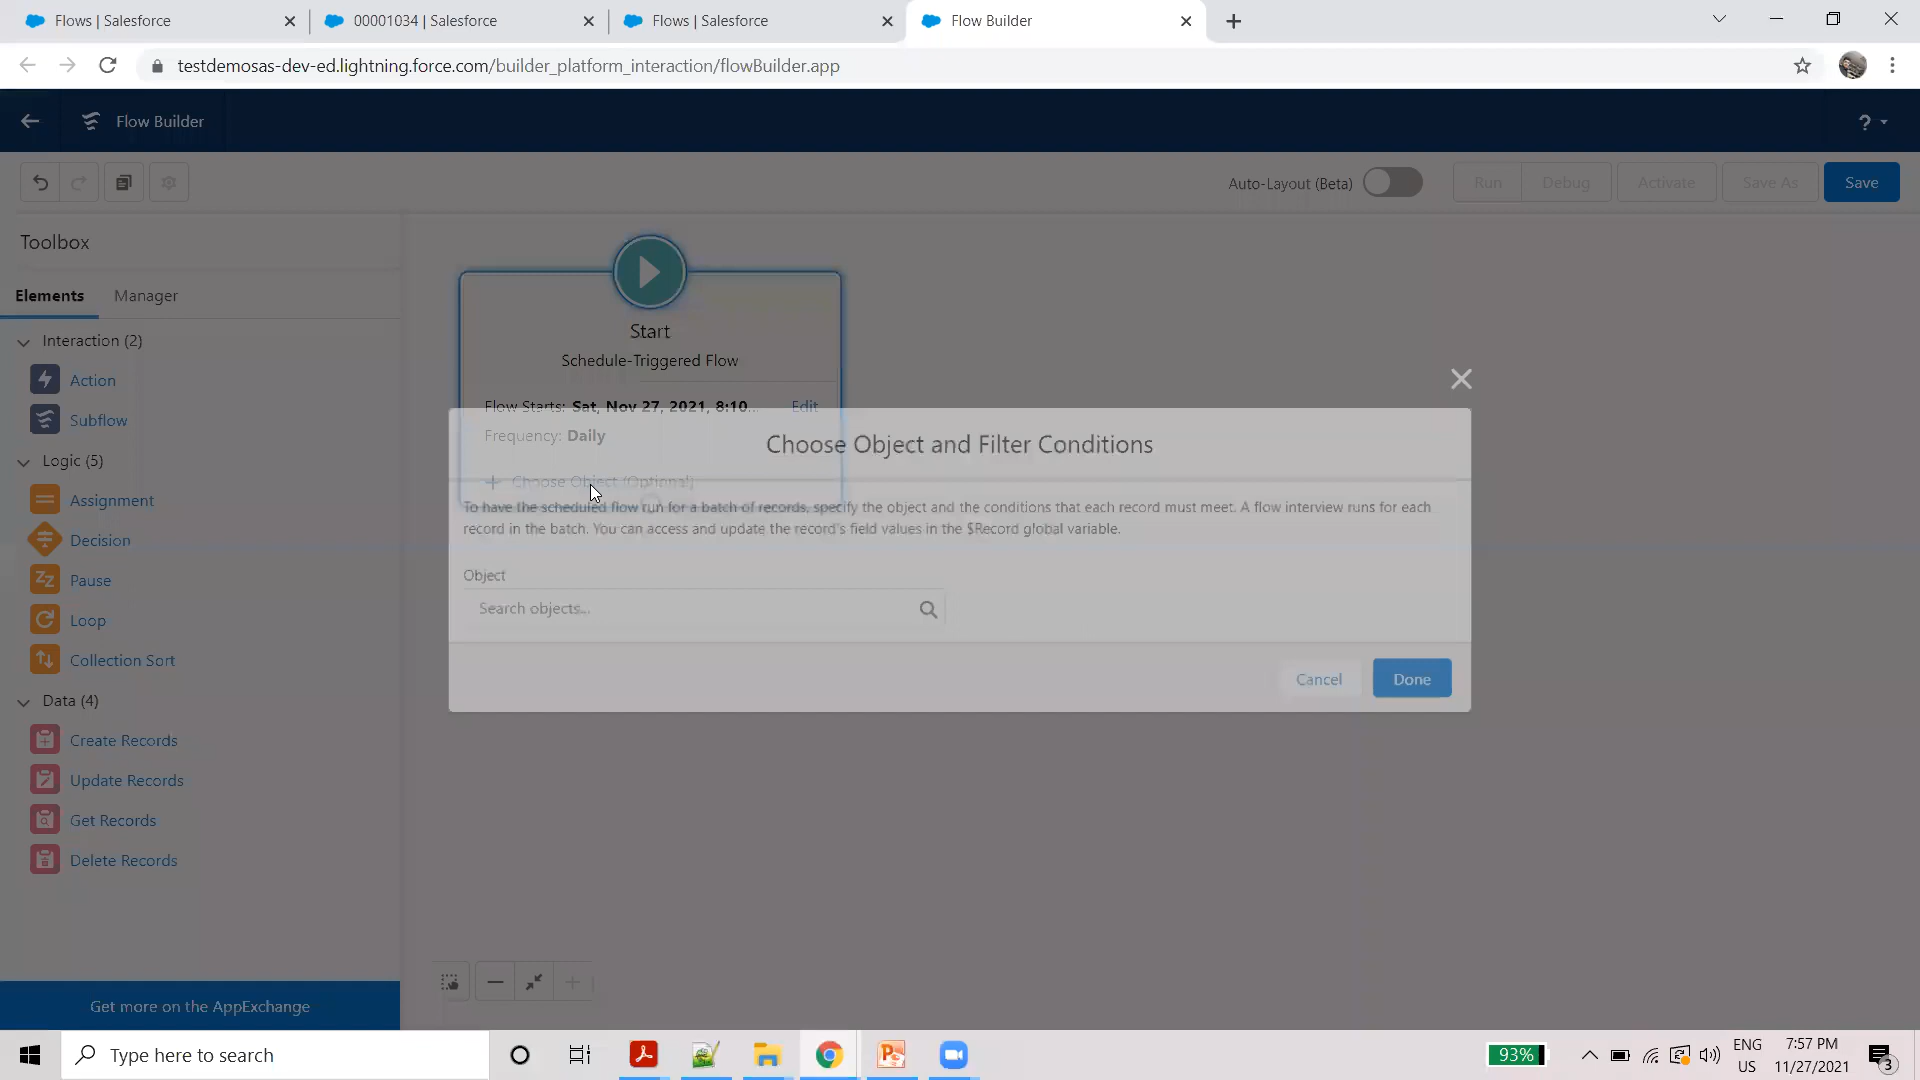 Flows | Salesforce
00001034 | Salesforce
Flows | Salesforce
Flow Builder
testdemosas-dev-ed.lightning.force.com/builder_platform_interaction/flowBuilder.app
Flow Builder
?
Auto-Layout (Beta)
Run
Debug
Activate
Save As
Save
Toolbox
Elements
Manager
Interaction (2)
Action
Subflow
Logic (5)
Assignment
Decision
Pause
Loop
Collection Sort
Data (4)
Create Records
Update Records
Get Records
Delete Records
Get more on the AppExchange
Start
Schedule-Triggered Flow
Flow Starts: Sat, Nov 27, 2021, 8:10...
Edit
Frequency: Daily
Choose Object (Optional)
Choose Object and Filter Conditions
To have the scheduled flow run for a batch of records, specify the object and the conditions that each record must meet. A flow interview runs for each
record in the batch. You can access and update the record's field values in the $Record global variable.
Object
Search objects...
Cancel
Done
Type here to search
93%
ENG
US
7:57 PM
11/27/2021
3